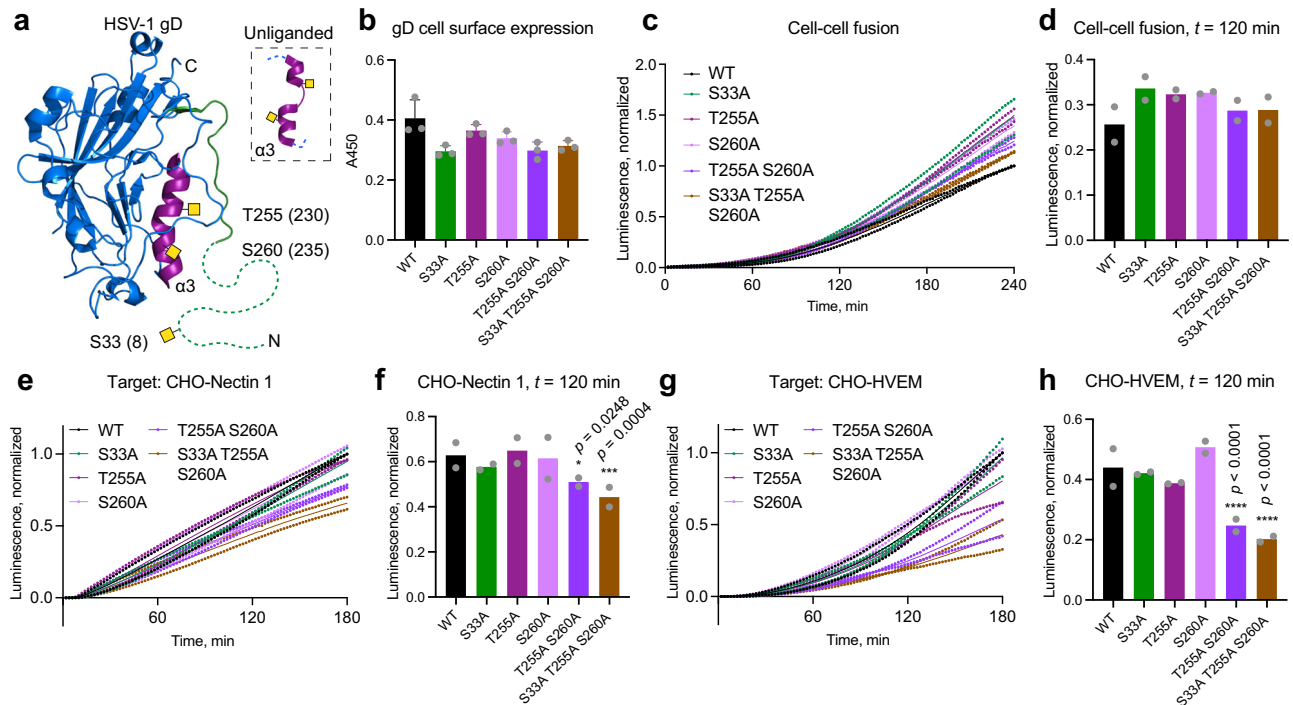 a
HSV-1 gD
C
Unliganded
α3
T255 (230)
S260 (235)
α3
S33 (8)
N
b
gD cell surface expression
A450
0.6
0.4
0.2
0.0
WT
S33A
T255A
S260A
T255A S260A
S33A T255A S260A
c
Cell-cell fusion
Luminescence, normalized
2.0
1.5
1.0
0.5
0.0
WT
S33A
T255A
S260A
T255A S260A
S33A T255A
S260A
0
60
120
180
240
Time, min
d
Cell-cell fusion, t = 120 min
Luminescence, normalized
0.4
0.3
0.2
0.1
0.0
WT
S33A
T255A
S260A
T255A S260A
S33A T255A S260A
e
Target: CHO-Nectin 1
Luminescence, normalized
1.0
0.5
0.0
WT
S33A
T255A
S260A
T255A S260A
S33A T255A
S260A
60
120
180
Time, min
f
CHO-Nectin 1, t = 120 min
Luminescence, normalized
0.8
0.6
0.4
0.2
0.0
p = 0.0248
*
p = 0.0004
***
WT
S33A
T255A
S260A
T255A S260A
S33A T255A S260A
g
Target: CHO-HVEM
Luminescence, normalized
1.0
0.5
0.0
WT
S33A
T255A
S260A
T255A S260A
S33A T255A
S260A
60
120
180
Time, min
h
CHO-HVEM, t = 120 min
Luminescence, normalized
0.6
0.4
0.2
0.0
p < 0.0001
****
p < 0.0001
****
WT
S33A
T255A
S260A
T255A S260A
S33A T255A S260A